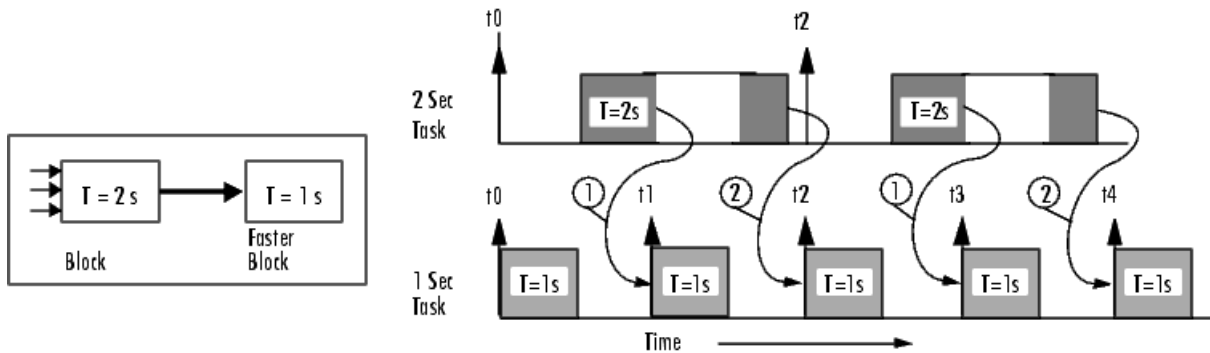 T = 2 s
T = 1 s
Block
Faster
Block
t0
t2
2 Sec
Task
T=2s
T=2s
1
2
1
2
t0
t1
t2
t3
t4
1 Sec
Task
T=1s
T=1s
T=1s
T=1s
T=1s
Time